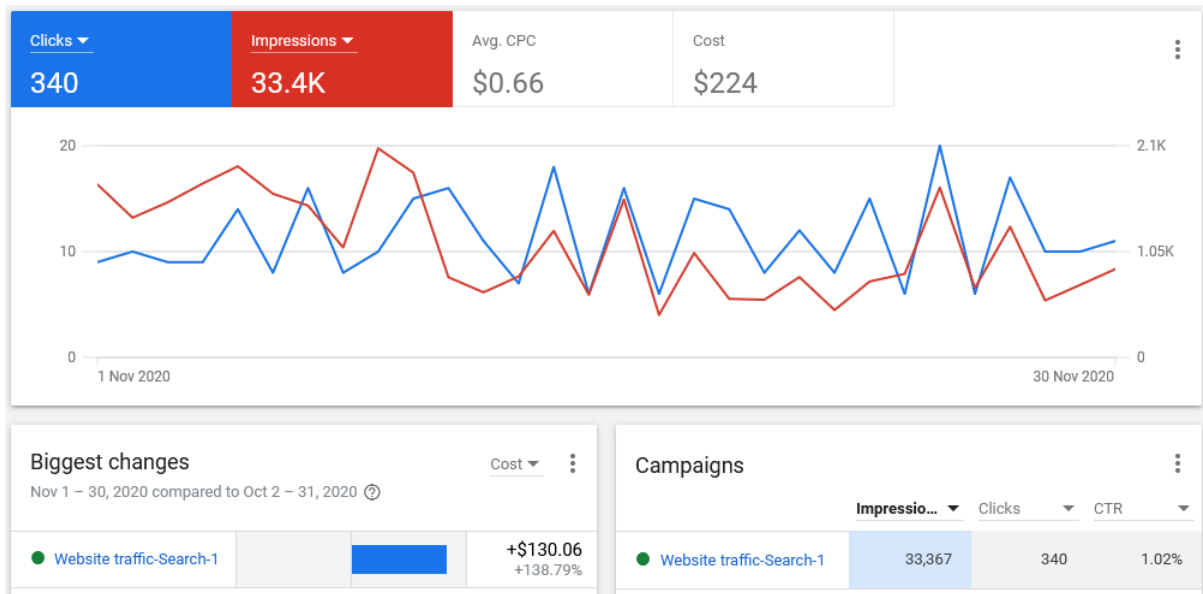 Clicks
340
Impressions
33.4K
Avg. CPC
$0.66
Cost
$224
20
10
0
2.1K
1.05K
0
1 Nov 2020
30 Nov 2020
Biggest changes
Cost
Nov 1 – 30, 2020 compared to Oct 2 – 31, 2020
Website traffic-Search-1
+$130.06
+138.79%
Campaigns
Impressio... Clicks CTR
Website traffic-Search-1 33,367 340 1.02%